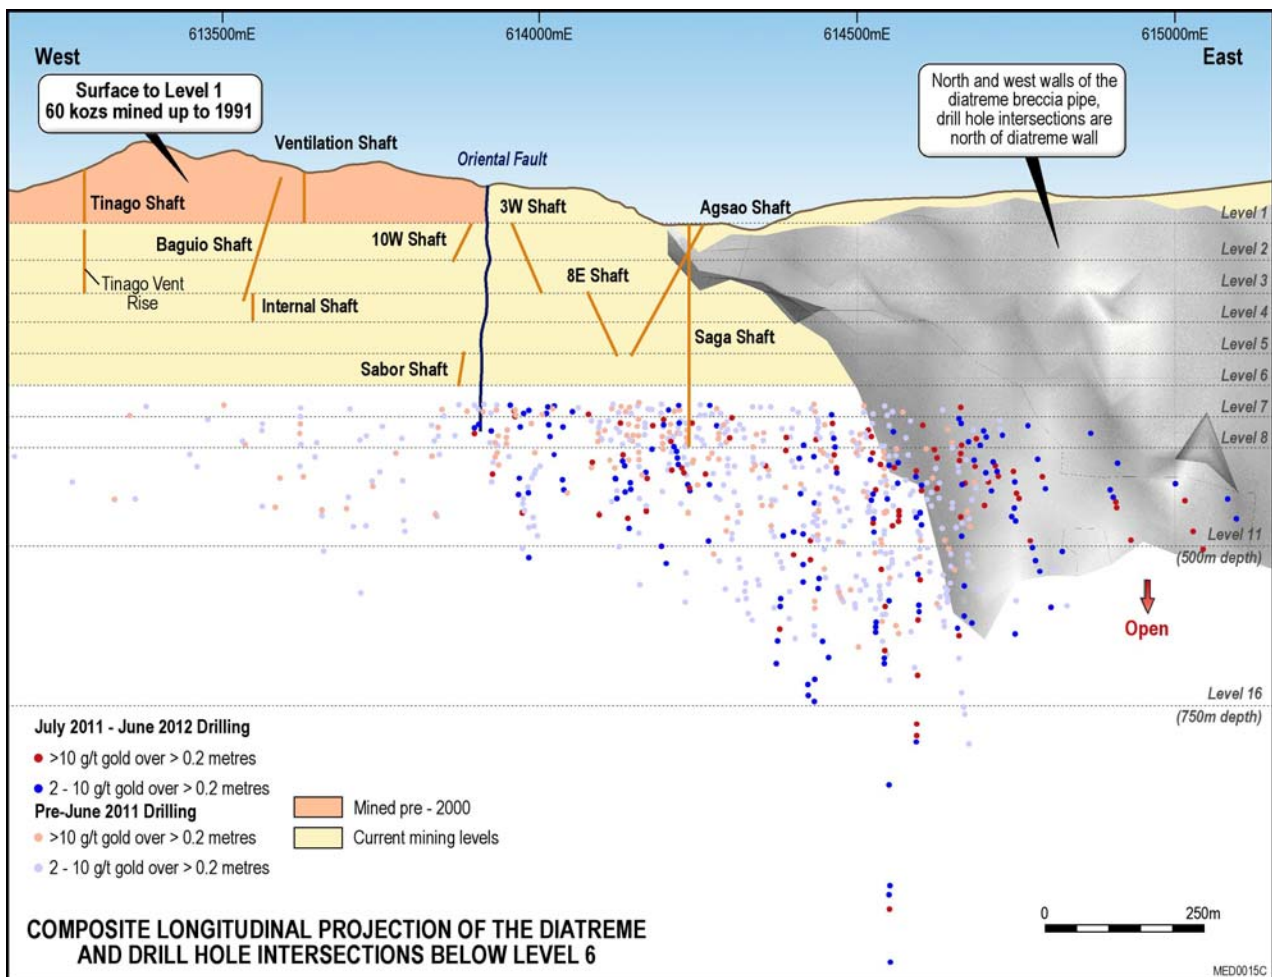 613500mE
614000mE
614500mE
615000mE
West
East
Surface to Level 1
60 kozs mined up to 1991
North and west walls of the
diatreme breccia pipe,
drill hole intersections are
north of diatreme wall
Ventilation Shaft
Oriental Fault
Tinago Shaft
3W Shaft
Agsao Shaft
Level 1
10W Shaft
Baguio Shaft
Level 2
8E Shaft
Tinago Vent
Rise
Level 3
Internal Shaft
Level 4
Saga Shaft
Level 5
Sabor Shaft
Level 6
Level 7
Level 8
Level 11
(500m depth)
Open
Level 16
(750m depth)
July 2011 - June 2012 Drilling
>10 g/t gold over > 0.2 metres
2 - 10 g/t gold over > 0.2 metres
Pre-June 2011 Drilling
>10 g/t gold over > 0.2 metres
2 - 10 g/t gold over > 0.2 metres
Mined pre - 2000
Current mining levels
0
250m
COMPOSITE LONGITUDINAL PROJECTION OF THE DIATREME
AND DRILL HOLE INTERSECTIONS BELOW LEVEL 6
MED0015C